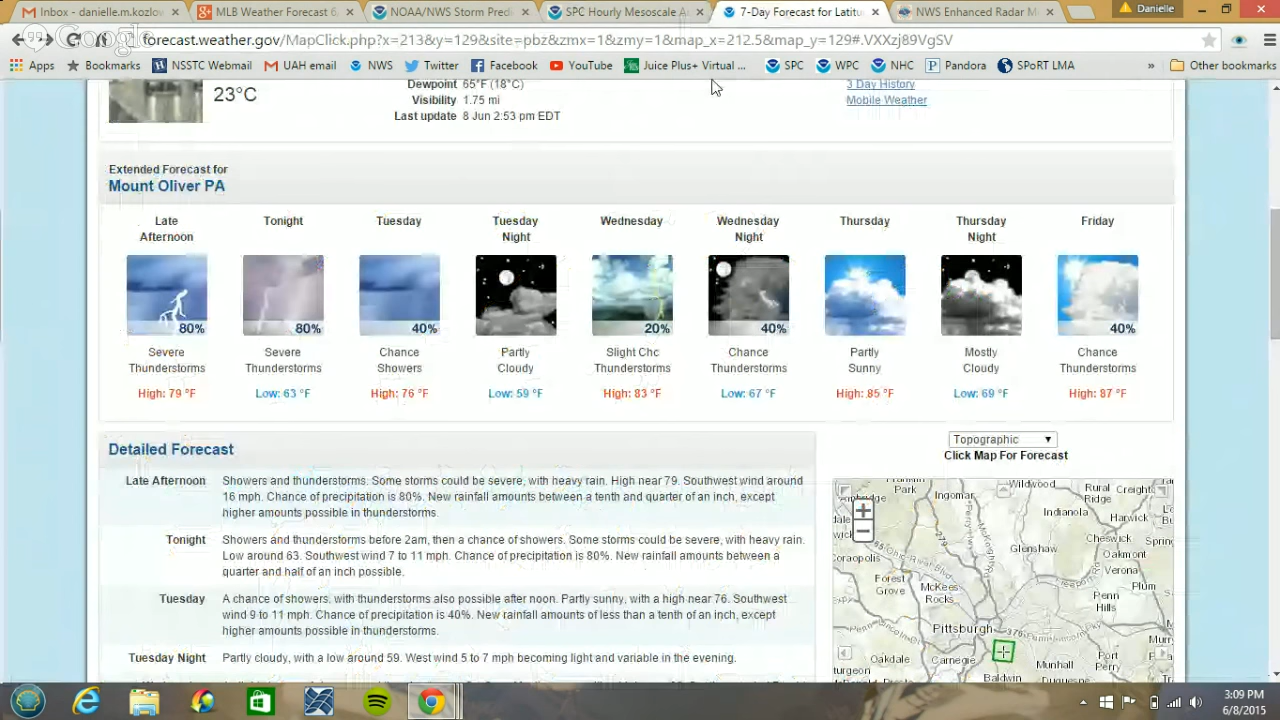 Inbox - danielle.m.kozlow
MLB Weather Forecast 6
NOAA/NWS Storm Predi
SPC Hourly Mesoscale A
7-Day Forecast for Latitu
NWS Enhanced Radar M
Danielle
Google
forecast.weather.gov/MapClick.php?x=213&y=129&site=pbz&zmx=1&zmy=1&map_x=212.5&map_y=129#.VXXzj89VgSV
Apps Bookmarks NSSTC Webmail UAH email NWS Twitter Facebook YouTube Juice Plus+ Virtual ... SPC WPC NHC Pandora SPoRT LMA » Other bookmarks
23°C
Dewpoint 65°F (18°C)
Visibility 1.75 mi
Last update 8 Jun 2:53 pm EDT
3 Day History
Mobile Weather
Extended Forecast for
Mount Oliver PA
Late Afternoon
80%
Severe Thunderstorms
High: 79 °F
Tonight
80%
Severe Thunderstorms
Low: 63 °F
Tuesday
40%
Chance Showers
High: 76 °F
Tuesday Night
Partly Cloudy
Low: 59 °F
Wednesday
20%
Slight Chc Thunderstorms
High: 83 °F
Wednesday Night
40%
Chance Thunderstorms
Low: 67 °F
Thursday
Partly Sunny
High: 85 °F
Thursday Night
Mostly Cloudy
Low: 69 °F
Friday
40%
Chance Thunderstorms
High: 87 °F
Detailed Forecast
Late Afternoon Showers and thunderstorms. Some storms could be severe, with heavy rain. High near 79. Southwest wind around
16 mph. Chance of precipitation is 80%. New rainfall amounts between a tenth and quarter of an inch, except
higher amounts possible in thunderstorms.
Tonight Showers and thunderstorms before 2am, then a chance of showers. Some storms could be severe, with heavy rain.
Low around 63. Southwest wind 7 to 11 mph. Chance of precipitation is 80%. New rainfall amounts between a
quarter and half of an inch possible.
Tuesday A chance of showers, with thunderstorms also possible after noon. Partly sunny, with a high near 76. Southwest
wind 9 to 11 mph. Chance of precipitation is 40%. New rainfall amounts of less than a tenth of an inch, except
higher amounts possible in thunderstorms.
Tuesday Night Partly cloudy, with a low around 59. West wind 5 to 7 mph becoming light and variable in the evening.
Topographic
Click Map For Forecast
Park
Ingomar
Wildwood
Rural Ridge
Creight
Indianola
Harwick
Cheswick
Spring
Oakmont
Glenshaw
Verona
Coraopolis
Forest Grove
McKees Rocks
Plum
Penn Hills
Pittsburgh
376
Oakdale
Carnegie
Munhall
Port Perry
Murry
Baldwin
3:09 PM
6/8/2015